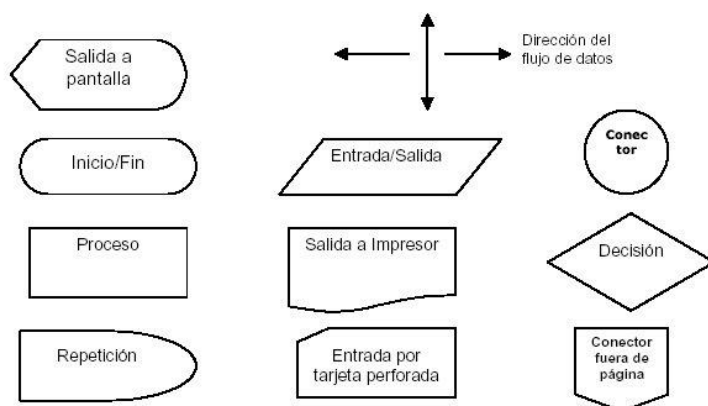 Salida a
pantalla
Dirección del
flujo de datos
Inicio/Fin
Entrada/Salida
Conec
tor
Proceso
Salida a Impresor
Decisión
Repetición
Entrada por
tarjeta perforada
Conector
fuera de
página